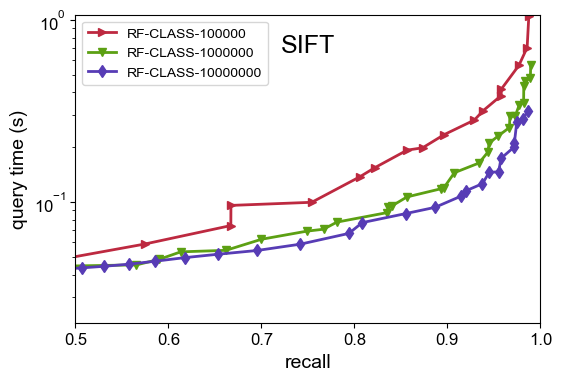 RF-CLASS-100000
RF-CLASS-1000000
RF-CLASS-10000000
SIFT
query time (s)
10⁰
10⁻¹
0.5 0.6 0.7 0.8 0.9 1.0
recall